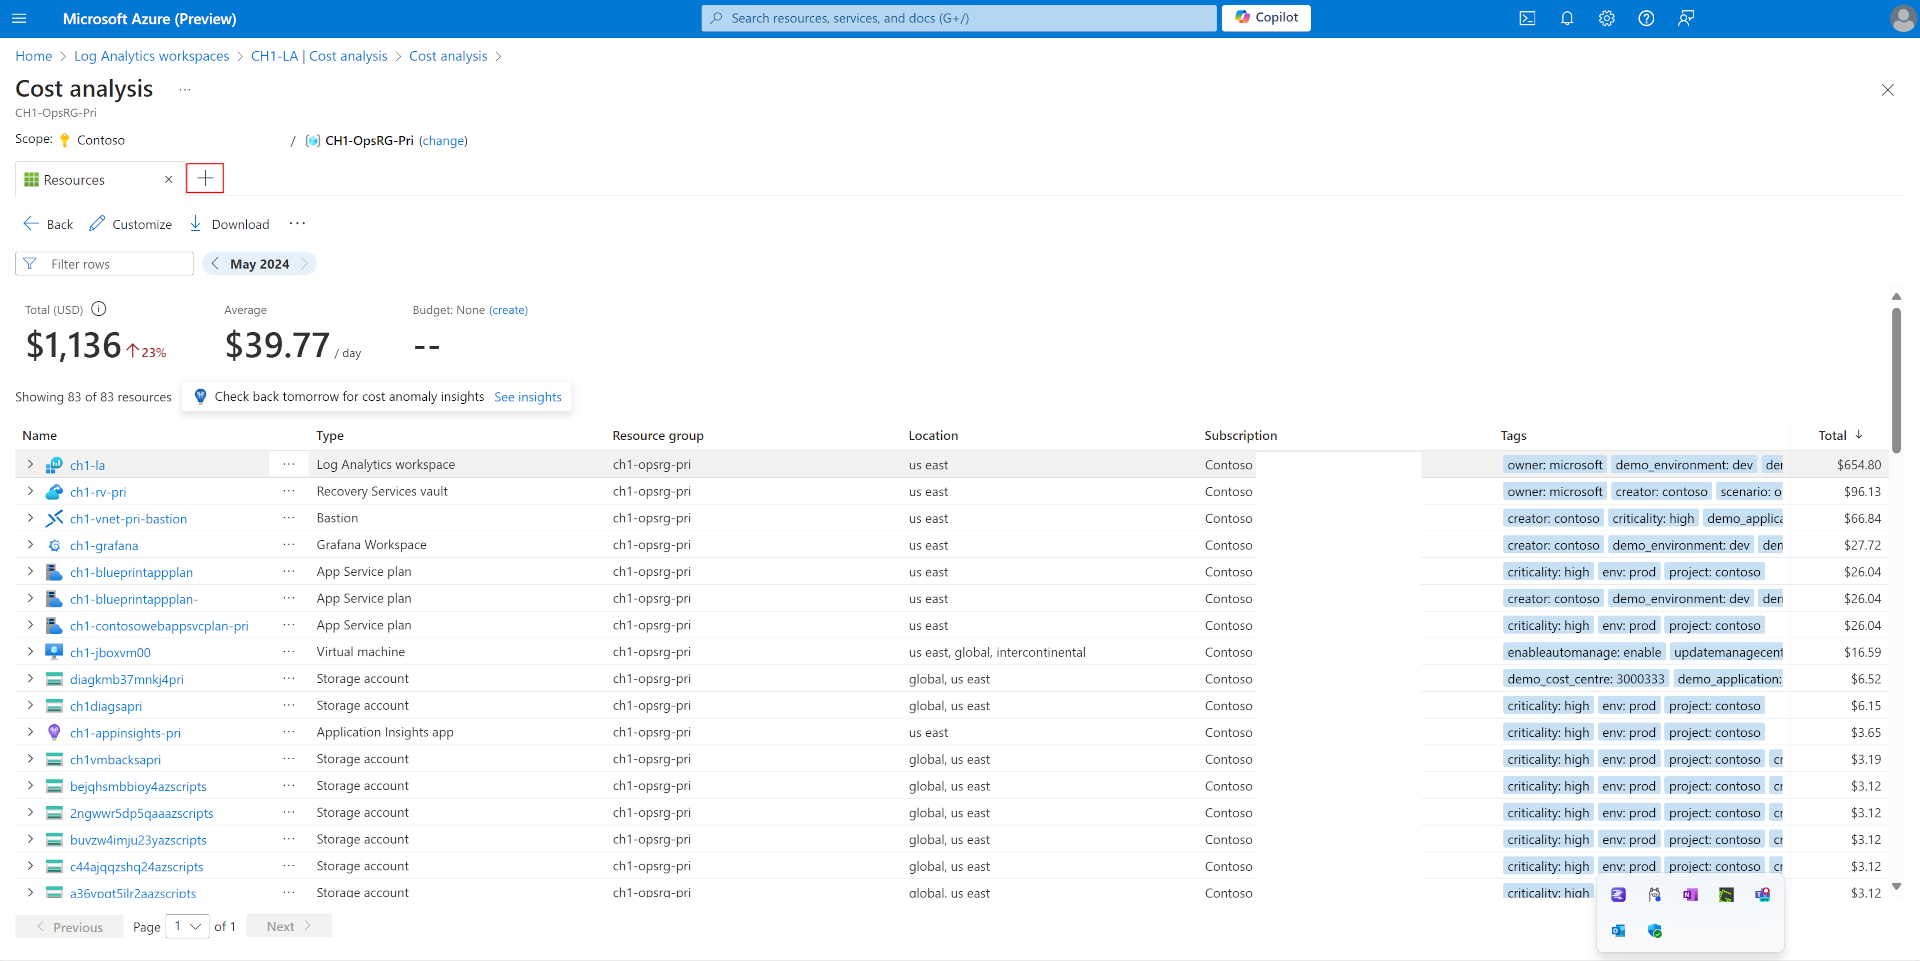 Microsoft Azure (Preview)
Search resources, services, and docs (G+/)
Copilot
Home > Log Analytics workspaces > CH1-LA | Cost analysis > Cost analysis >
Cost analysis ...
CH1-OpsRG-Pri
Scope: Contoso / CH1-OpsRG-Pri (change)
Resources
Back Customize Download ...
Filter rows May 2024
Total (USD) Average Budget: None (create)
$1,136 ↑ 23% $39.77 / day --
Showing 83 of 83 resources Check back tomorrow for cost anomaly insights See insights
Name Type Resource group Location Subscription Tags Total ↓
ch1-la ... Log Analytics workspace ch1-opsrg-pri us east Contoso owner: microsoft demo_environment: dev $654.80
ch1-rv-pri ... Recovery Services vault ch1-opsrg-pri us east Contoso owner: microsoft creator: contoso scenario: o $96.13
ch1-vnet-pri-bastion ... Bastion ch1-opsrg-pri us east Contoso creator: contoso criticality: high demo_applica $66.84
ch1-grafana ... Grafana Workspace ch1-opsrg-pri us east Contoso creator: contoso demo_environment: dev $27.72
ch1-blueprintappplan ... App Service plan ch1-opsrg-pri us east Contoso criticality: high env: prod project: contoso $26.04
ch1-blueprintappplan- ... App Service plan ch1-opsrg-pri us east Contoso creator: contoso demo_environment: dev $26.04
ch1-contosowebappsvcplan-pri ... App Service plan ch1-opsrg-pri us east Contoso criticality: high env: prod project: contoso $26.04
ch1-jboxvm00 ... Virtual machine ch1-opsrg-pri us east, global, intercontinental Contoso enableautomanage: enable updatemanagecent $16.59
diagkmb37mnkj4pri ... Storage account ch1-opsrg-pri global, us east Contoso demo_cost_centre: 3000333 demo_application: $6.52
ch1diagsapri ... Storage account ch1-opsrg-pri global, us east Contoso criticality: high env: prod project: contoso $6.15
ch1-appinsights-pri ... Application Insights app ch1-opsrg-pri us east Contoso criticality: high env: prod project: contoso $3.65
ch1vmbacksapri ... Storage account ch1-opsrg-pri global, us east Contoso criticality: high env: prod project: contoso $3.19
bejqhsmbbioy4azscripts ... Storage account ch1-opsrg-pri global, us east Contoso criticality: high env: prod project: contoso $3.12
2ngwwr5dp5qaaazscripts ... Storage account ch1-opsrg-pri global, us east Contoso criticality: high env: prod project: contoso $3.12
buvzw4imju23yazscripts ... Storage account ch1-opsrg-pri global, us east Contoso criticality: high env: prod project: contoso $3.12
c44ajqqzshq24azscripts ... Storage account ch1-opsrg-pri global, us east Contoso criticality: high env: prod project: contoso $3.12
a36vpqt5jlr2aazscripts ... Storage account ch1-opsrg-pri global, us east Contoso criticality: high $3.12
Previous Page 1 of 1 Next